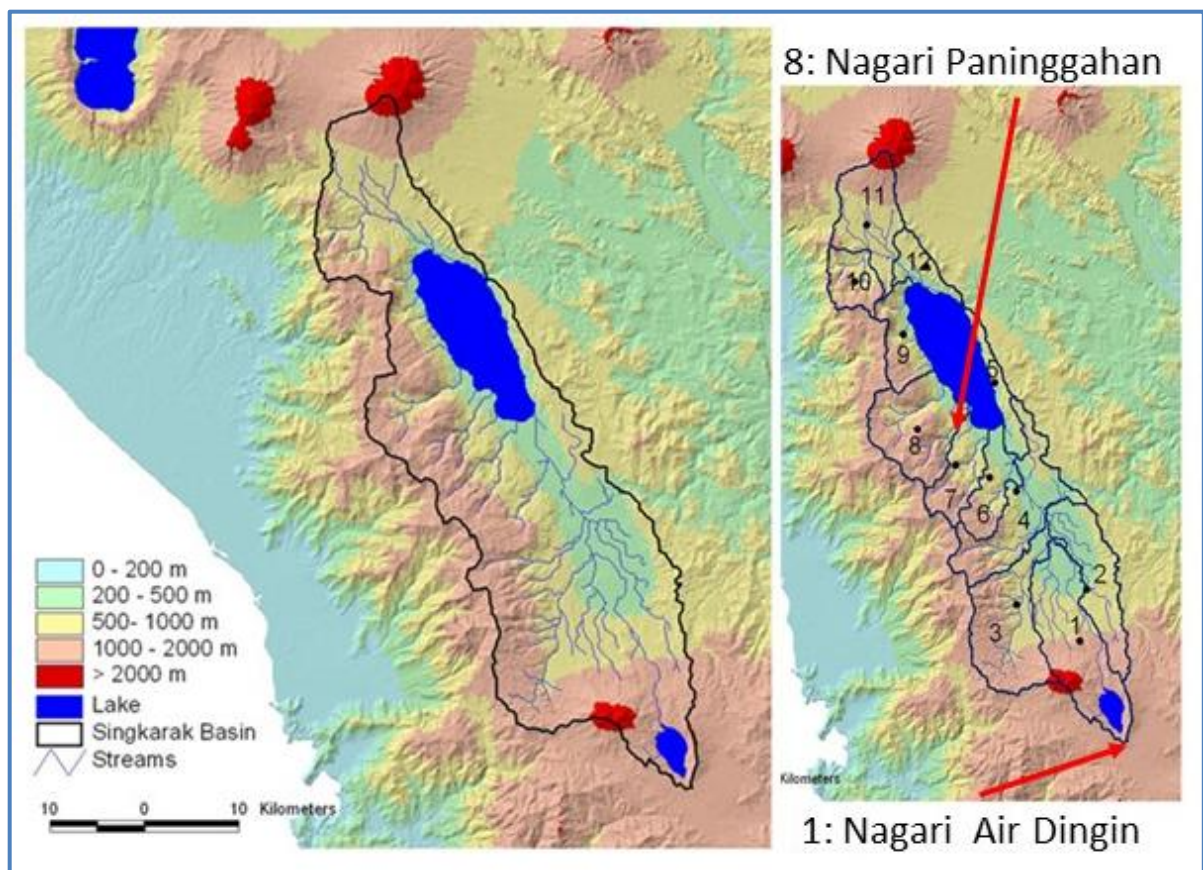 8: Nagari Paninggahan
11
12
10
9
5
8
7
6
4
2
3
1
0 - 200 m
200 - 500 m
500- 1000 m
1000 - 2000 m
> 2000 m
Lake
Singkarak Basin
Streams
10 0 10 Kilometers
Kilometers
1: Nagari Air Dingin